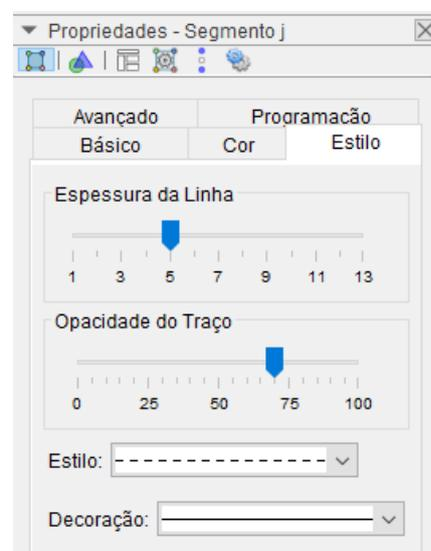 Propriedades - Segmento j
Avançado Programação
Básico Cor Estilo
Espessura da Linha
1 3 5 7 9 11 13
Opacidade do Traço
0 25 50 75 100
Estilo:
Decoração: